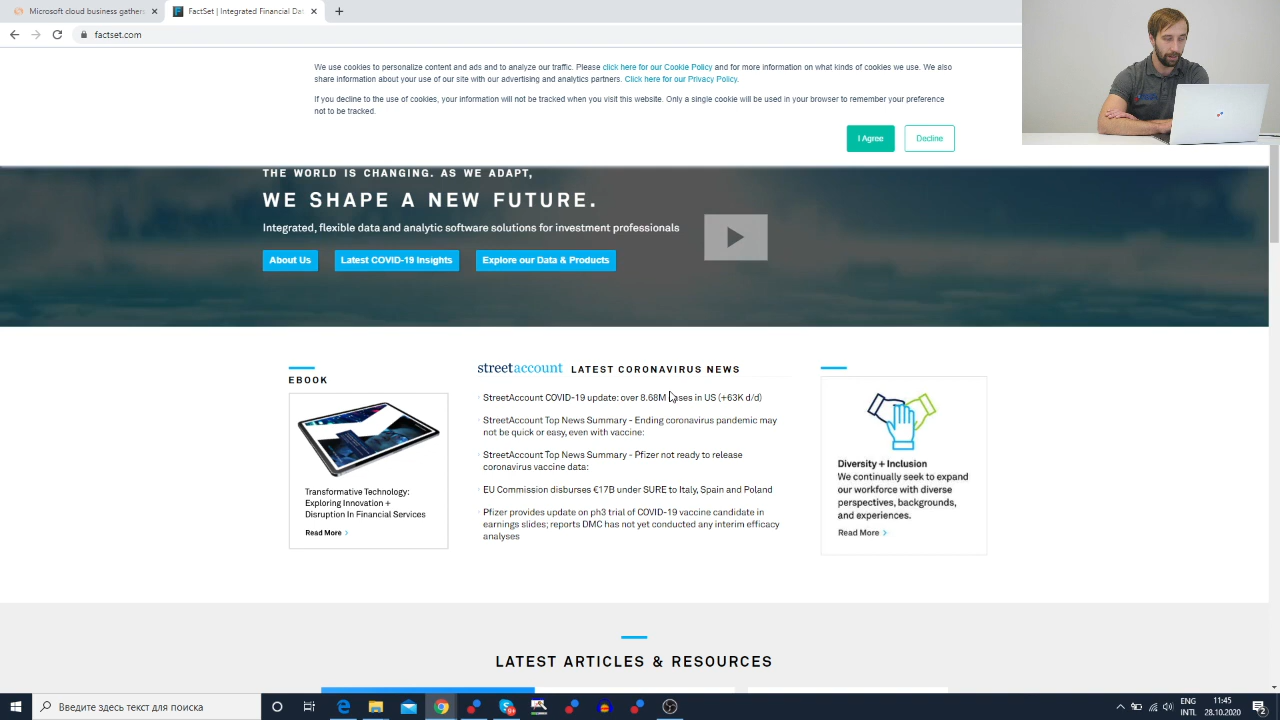 Microsoft cloud business gather
FactSet | Integrated Financial Da
factset.com
We use cookies to personalize content and ads and to analyze our traffic. Please click here for our Cookie Policy and for more information on what kinds of cookies we use. We also
share information about your use of our site with our advertising and analytics partners. Click here for our Privacy Policy.
If you decline to the use of cookies, your information will not be tracked when you visit this website. Only a single cookie will be used in your browser to remember your preference
not to be tracked.
I Agree
Decline
THE WORLD IS CHANGING. AS WE ADAPT,
WE SHAPE A NEW FUTURE.
Integrated, flexible data and analytic software solutions for investment professionals
About Us
Latest COVID-19 Insights
Explore our Data & Products
EBOOK
Transformative Technology:
Exploring Innovation +
Disruption In Financial Services
Read More
streetaccount LATEST CORONAVIRUS NEWS
StreetAccount COVID-19 update: over 8.68M cases in US (+63K d/d)
StreetAccount Top News Summary - Ending coronavirus pandemic may
not be quick or easy, even with vaccine:
StreetAccount Top News Summary - Pfizer not ready to release
coronavirus vaccine data:
EU Commission disburses €17B under SURE to Italy, Spain and Poland
Pfizer provides update on ph3 trial of COVID-19 vaccine candidate in
earnings slides; reports DMC has not yet conducted any interim efficacy
analyses
Diversity + Inclusion
We continually seek to expand
our workforce with diverse
perspectives, backgrounds,
and experiences.
Read More
LATEST ARTICLES & RESOURCES
Введите здесь текст для поиска
ENG
INTL
11:45
28.10.2020
2